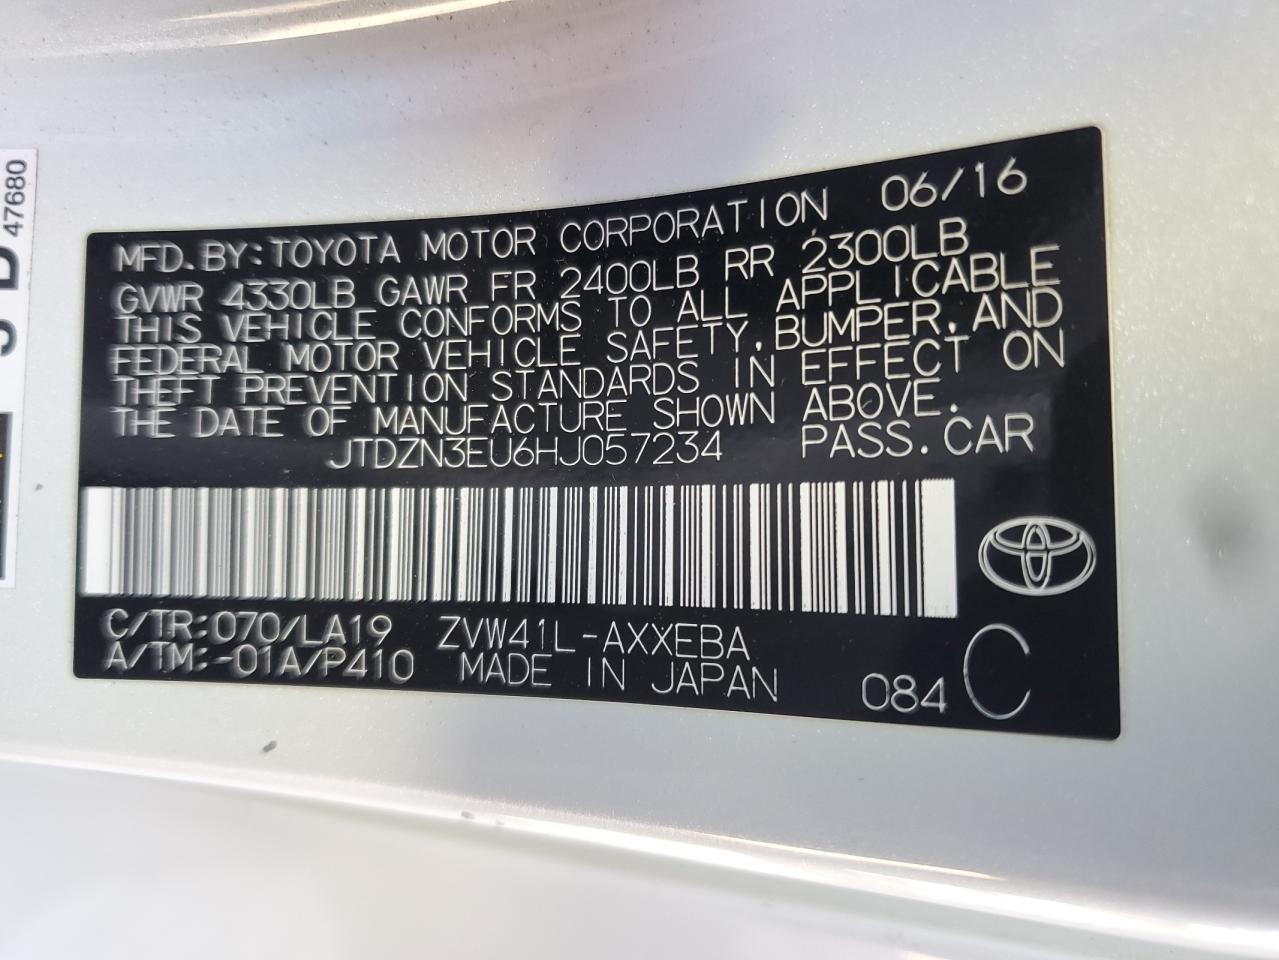 MFD. BY: TOYOTA MOTOR CORPORATION 06/16
GVWR 4330LB GAWR FR 2400LB RR 2300LB
THIS VEHICLE CONFORMS TO ALL APPLICABLE
FEDERAL MOTOR VEHICLE SAFETY, BUMPER, AND
THEFT PREVENTION STANDARDS IN EFFECT ON
THE DATE OF MANUFACTURE SHOWN ABOVE.
JTDZN3EU6HJ057234 PASS. CAR
C/TR:070/LA19 ZVW41L-AXXEBA
A/TM:-01A/P410 MADE IN JAPAN
084 C
47680